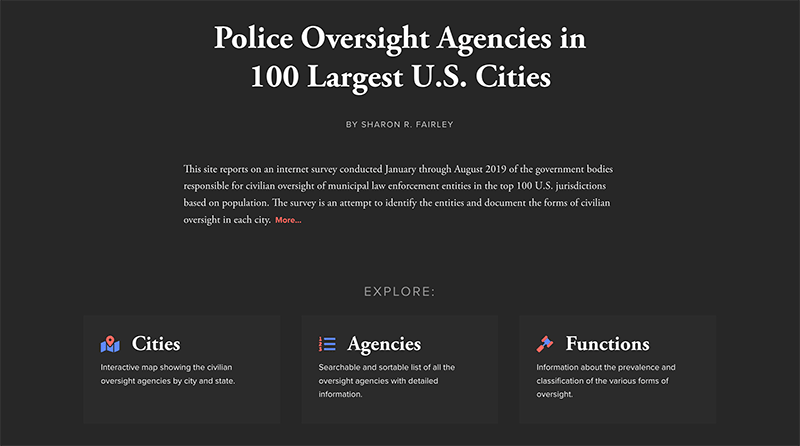 Police Oversight Agencies in
100 Largest U.S. Cities
BY SHARON R. FAIRLEY
This site reports on an internet survey conducted January through August 2019 of the government bodies
responsible for civilian oversight of municipal law enforcement entities in the top 100 U.S. jurisdictions
based on population. The survey is an attempt to identify the entities and document the forms of civilian
oversight in each city. More...
EXPLORE:
Cities
Interactive map showing the civilian
oversight agencies by city and state.
Agencies
Searchable and sortable list of all the
oversight agencies with detailed
information.
Functions
Information about the prevalence and
classification of the various forms of
oversight.